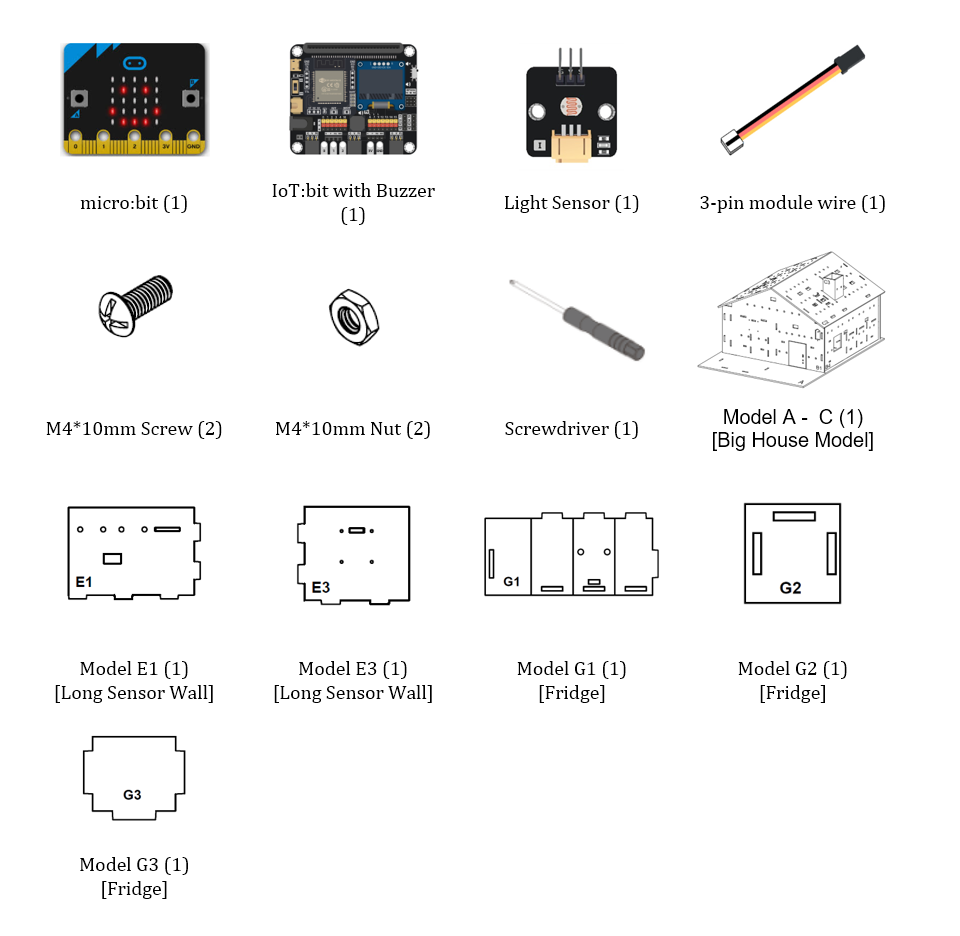 0 1 2 3V GND
micro:bit (1)
IoT:bit with Buzzer
(1)
Light Sensor (1)
3-pin module wire (1)
M4*10mm Screw (2)
M4*10mm Nut (2)
Screwdriver (1)
Model A - C (1)
[Big House Model]
E1
E3
G1
G2
Model E1 (1)
[Long Sensor Wall]
Model E3 (1)
[Long Sensor Wall]
Model G1 (1)
[Fridge]
Model G2 (1)
[Fridge]
G3
Model G3 (1)
[Fridge]